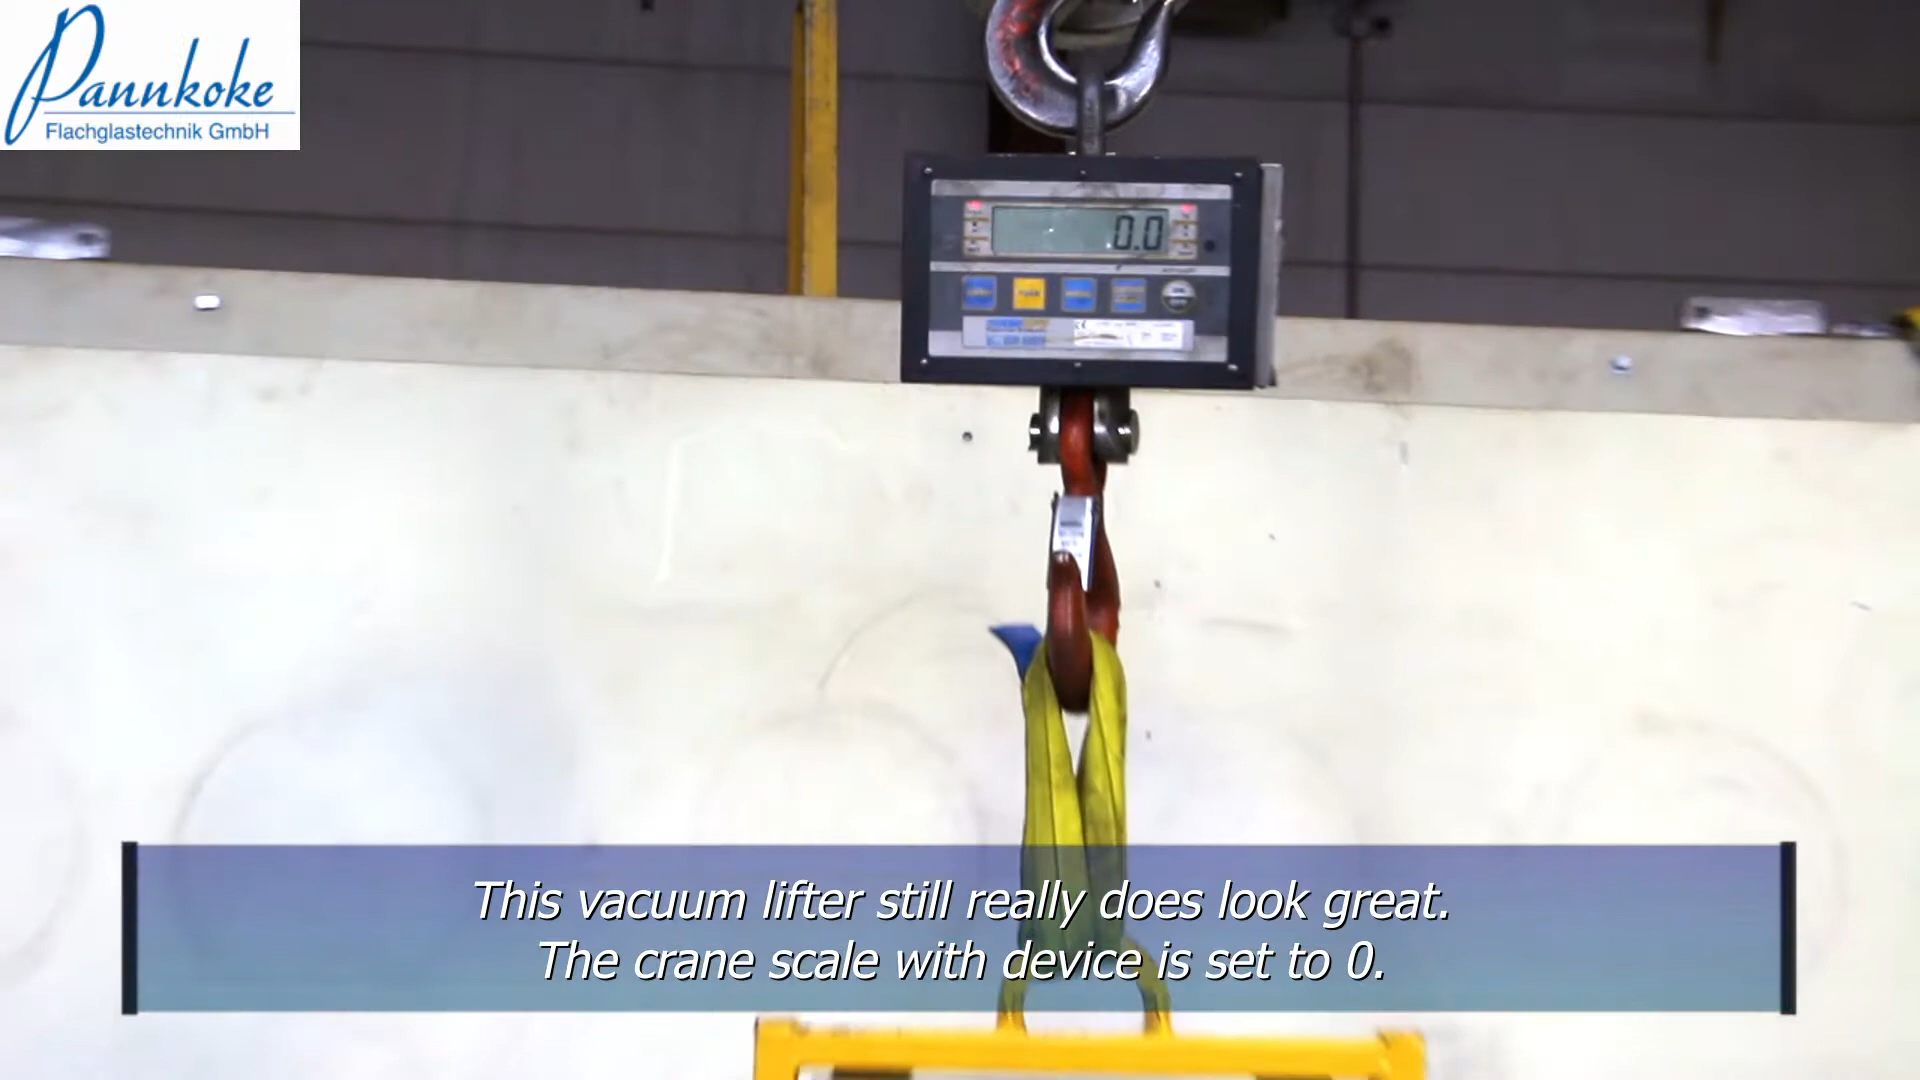 Pannkoke
Flachglastechnik GmbH
0.0
This vacuum lifter still really does look great.
The crane scale with device is set to 0.